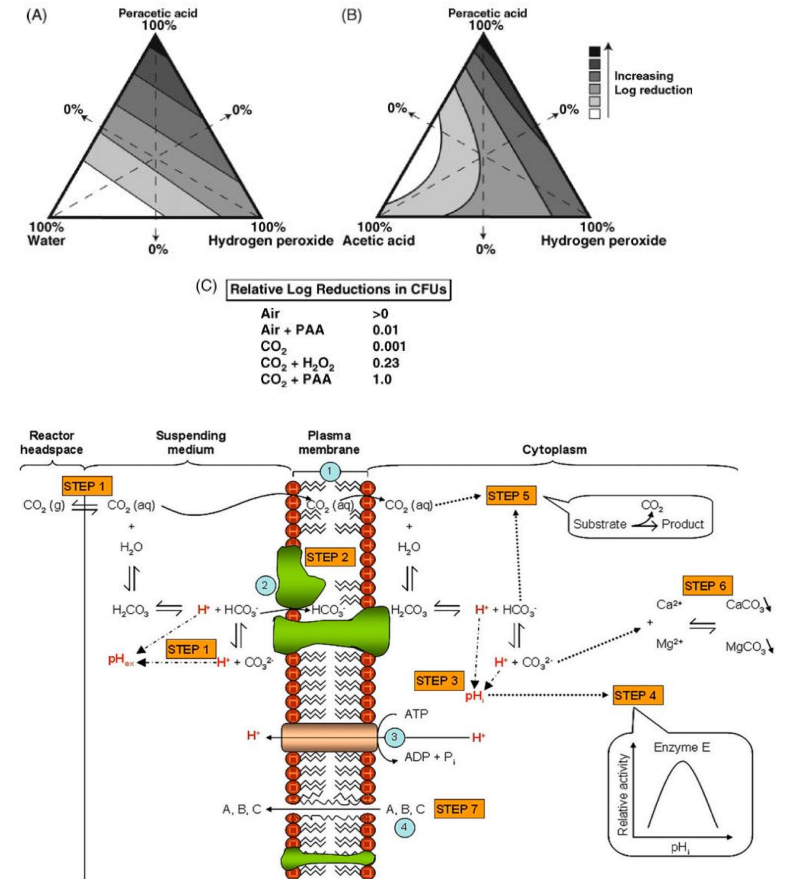 (A)
Peracetic acid
100%
0%
0%
100%
Water
0%
100%
Hydrogen peroxide
(B)
Peracetic acid
100%
0%
0%
100%
Acetic acid
0%
100%
Hydrogen peroxide
Increasing
Log reduction
(C) Relative Log Reductions in CFUs
Air >0
Air + PAA 0.01
CO₂ 0.001
CO₂ + H₂O₂ 0.23
CO₂ + PAA 1.0
Reactor
headspace
Suspending
medium
Plasma
membrane
Cytoplasm
1
STEP 1
CO₂ (g) ⇌ CO₂ (aq)
CO₂ (aq)
CO₂ (aq)
STEP 5
CO₂
Substrate → Product
+
H₂O
+
H₂O
STEP 2
2
H₂CO₃ ⇌ H⁺ + HCO₃⁻
HCO₃⁻
H₂CO₃ ⇌ H⁺ + HCO₃⁻
STEP 6
Ca²⁺
+
Mg²⁺
⇌
CaCO₃↘
MgCO₃↘
STEP 1
pHₑₓ
H⁺ + CO₃²⁻
H⁺ + CO₃²⁻
STEP 3
pHᵢ
STEP 4
H⁺
3
ATP
ADP + Pᵢ
H⁺
A, B, C
A, B, C
STEP 7
4
Enzyme E
Relative activity
pHᵢ